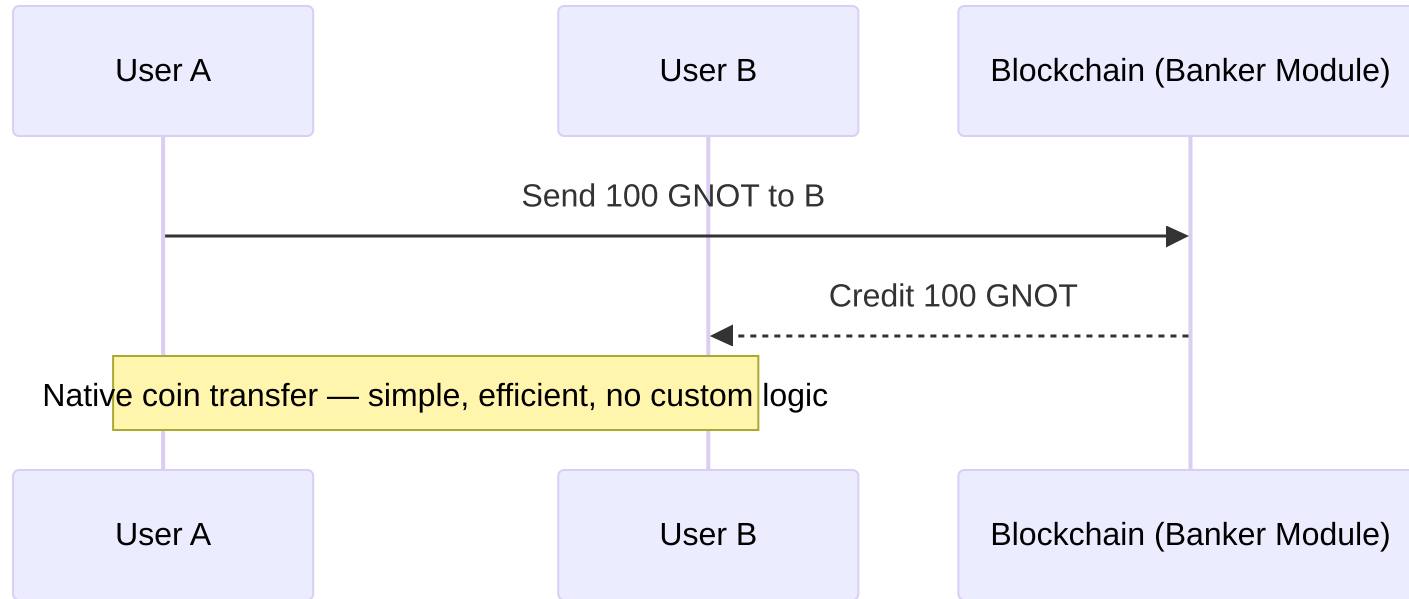 User A
User B
Blockchain (Banker Module)
Send 100 GNOT to B
Credit 100 GNOT
Native coin transfer — simple, efficient, no custom logic
User A
User B
Blockchain (Banker Module)